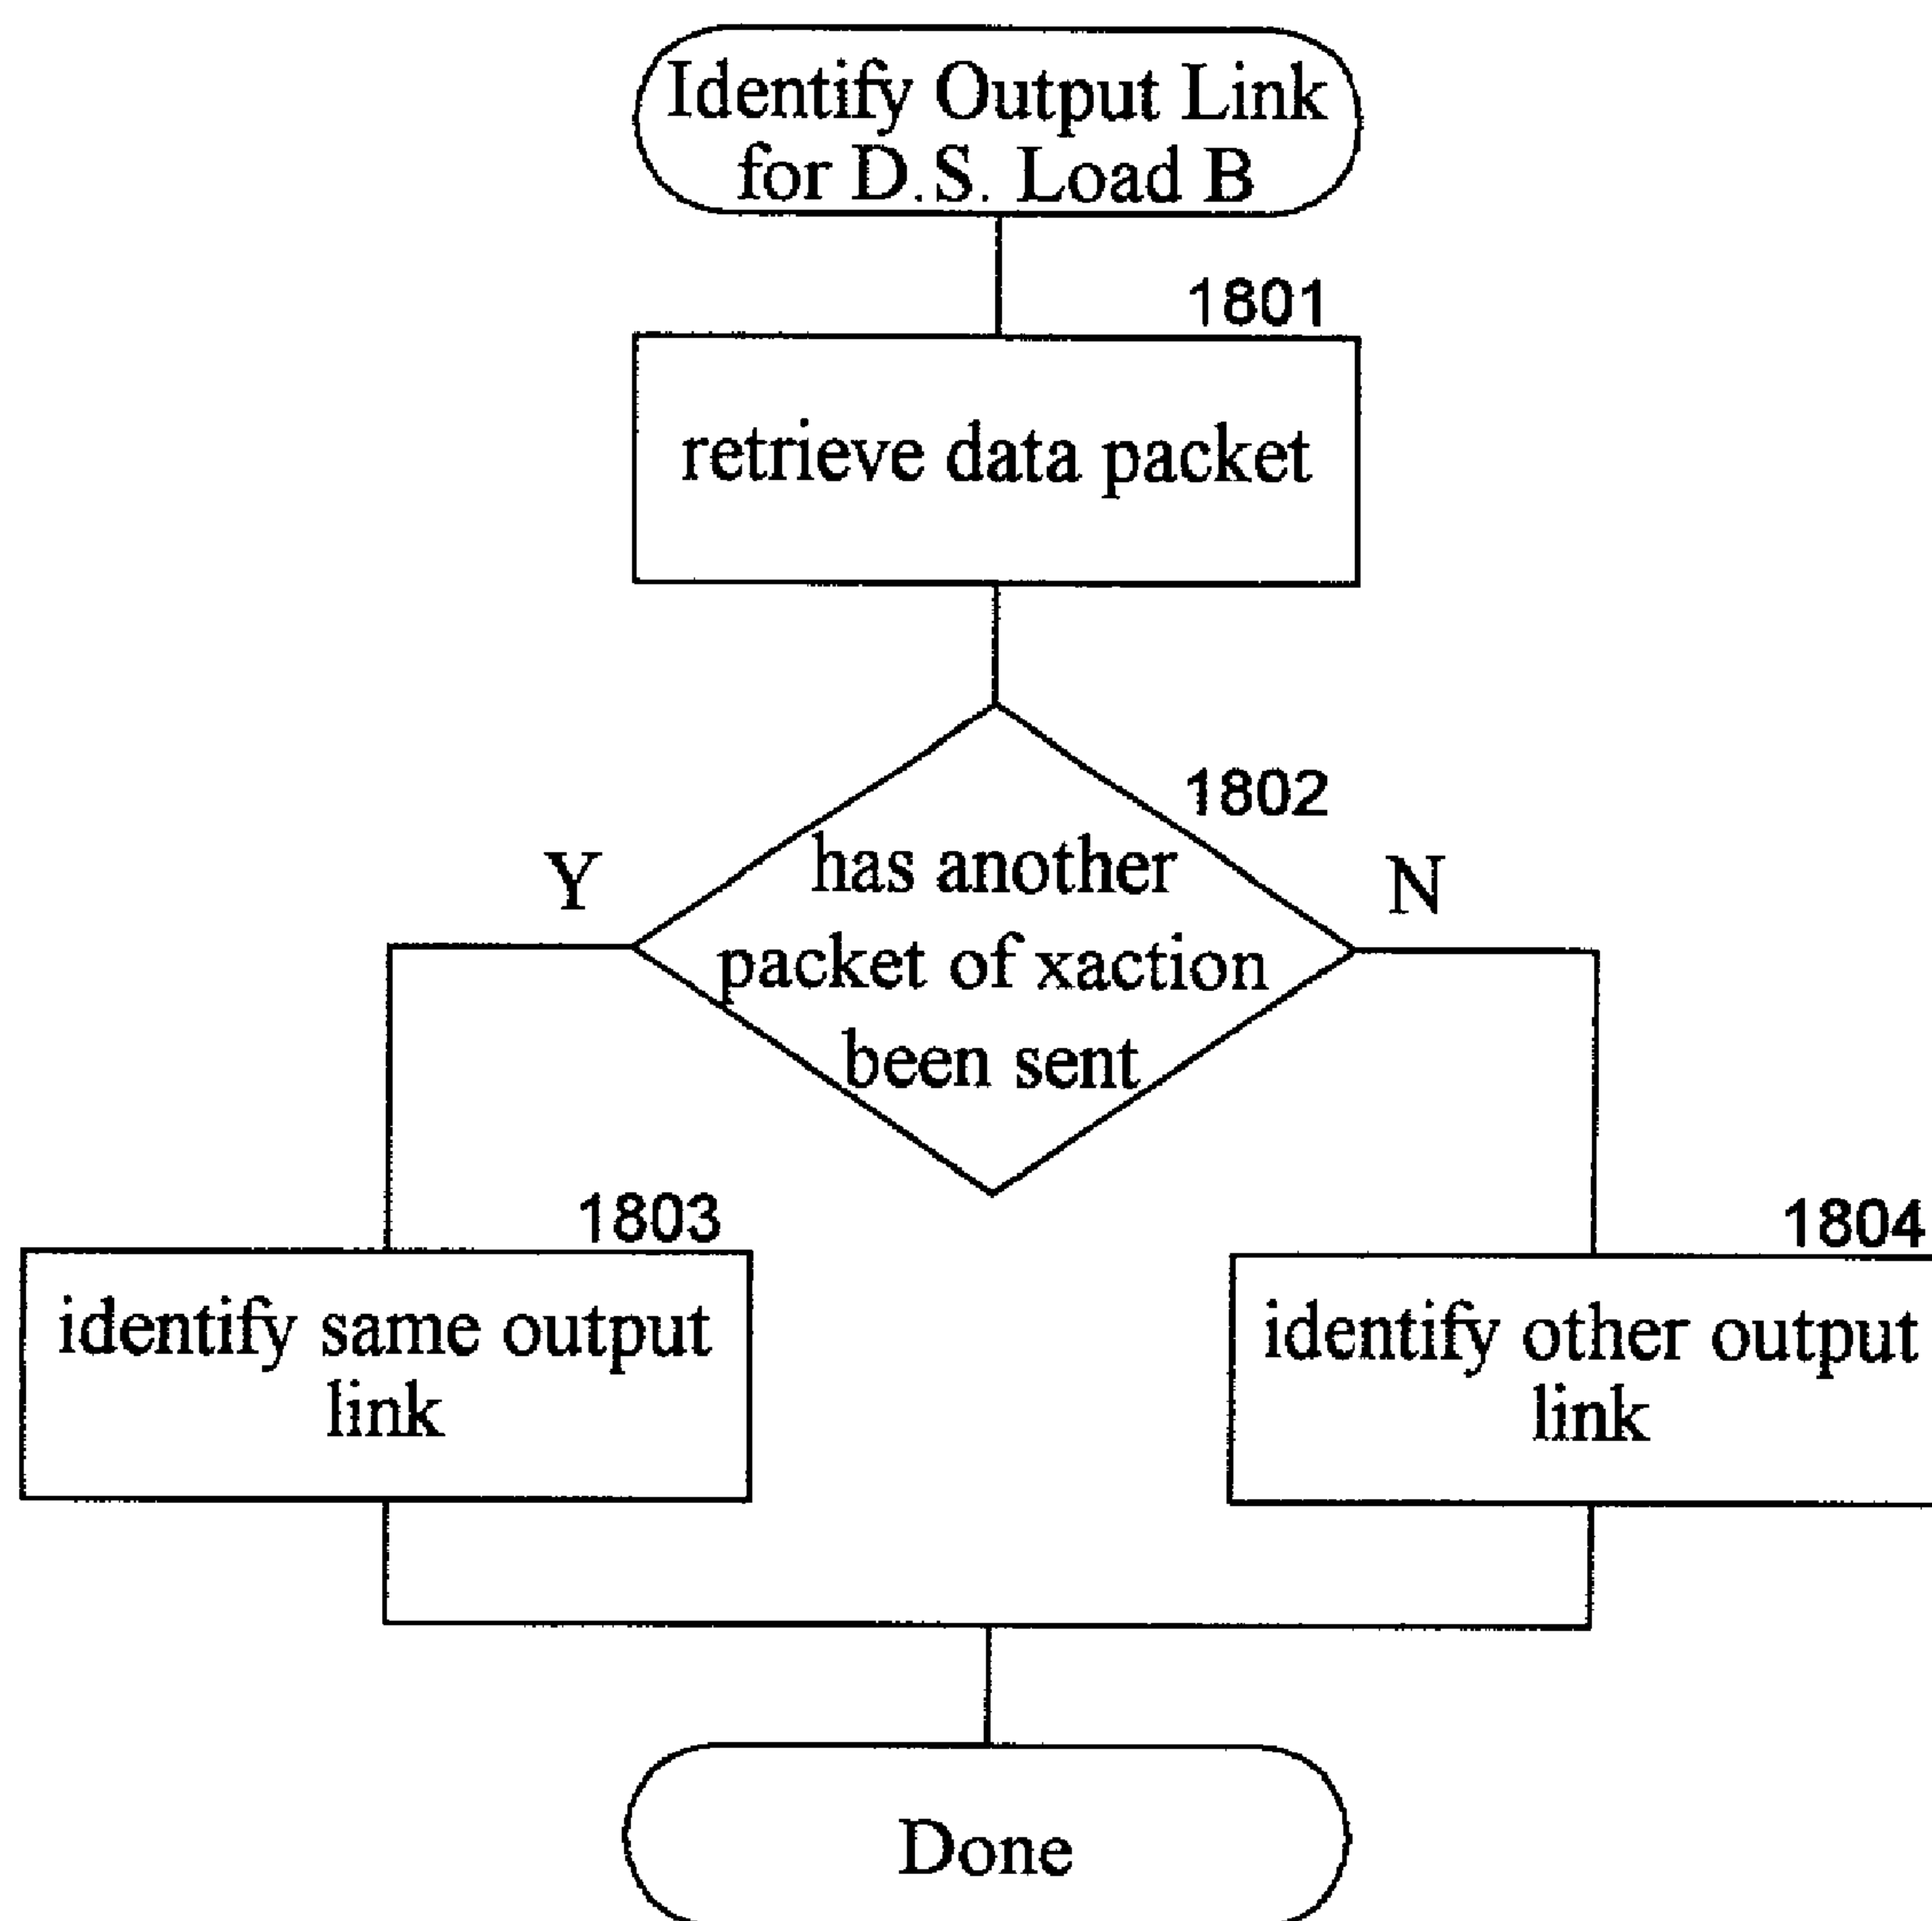 Identify Output Link
for D.S. Load B
1801
retrieve data packet
1802
Y
has another
N
packet of xaction
been sent
1803
identify same output
link
1804
identify other output
link
Done